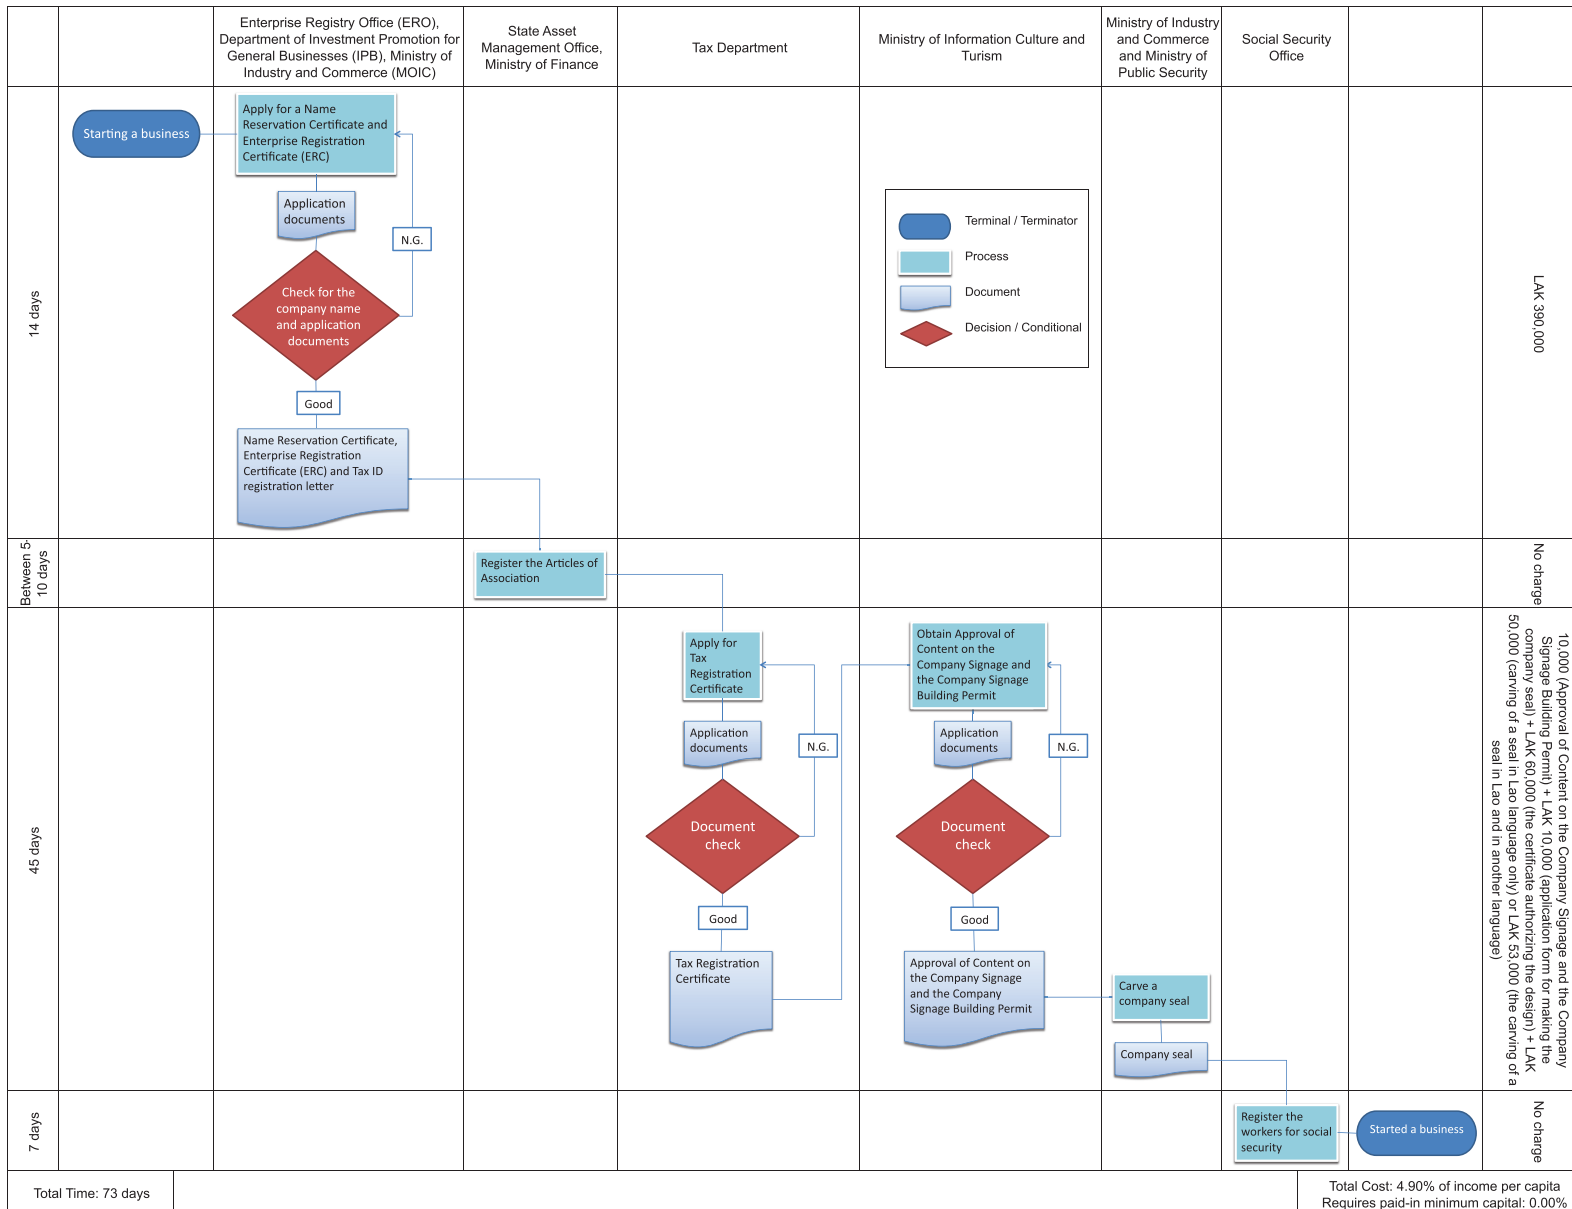 Enterprise Registry Office (ERO),
Department of Investment Promotion for
General Businesses (IPB), Ministry of
Industry and Commerce (MOIC)
State Asset
Management Office,
Ministry of Finance
Tax Department
Ministry of Information Culture and
Turism
Ministry of Industry
and Commerce
and Ministry of
Public Security
Social Security
Office
14 days
Starting a business
Apply for a Name
Reservation Certificate and
Enterprise Registration
Certificate (ERC)
Application
documents
N.G.
Check for the
company name
and application
documents
Good
Name Reservation Certificate,
Enterprise Registration
Certificate (ERC) and Tax ID
registration letter
Terminal / Terminator
Process
Document
Decision / Conditional
LAK 390,000
Between 5-
10 days
Register the Articles of
Association
No charge
45 days
Apply for
Tax
Registration
Certificate
Application
documents
N.G.
Document
check
Good
Tax Registration
Certificate
Obtain Approval of
Content on the
Company Signage and
the Company Signage
Building Permit
Application
documents
N.G.
Document
check
Good
Approval of Content on
the Company Signage
and the Company
Signage Building Permit
Carve a
company seal
Company seal
10,000 (Approval of Content on the Company Signage and the Company
Signage Building Permit) + LAK 10,000 (application form for making the
company seal) + LAK 60,000 (the certificate authorizing the design) + LAK
50,000 (carving of a seal in Lao language only) or LAK 53,000 (the carving of a
seal in Lao and in another language)
7 days
Register the
workers for social
security
Started a business
No charge
Total Time: 73 days
Total Cost: 4.90% of income per capita
Requires paid-in minimum capital: 0.00%